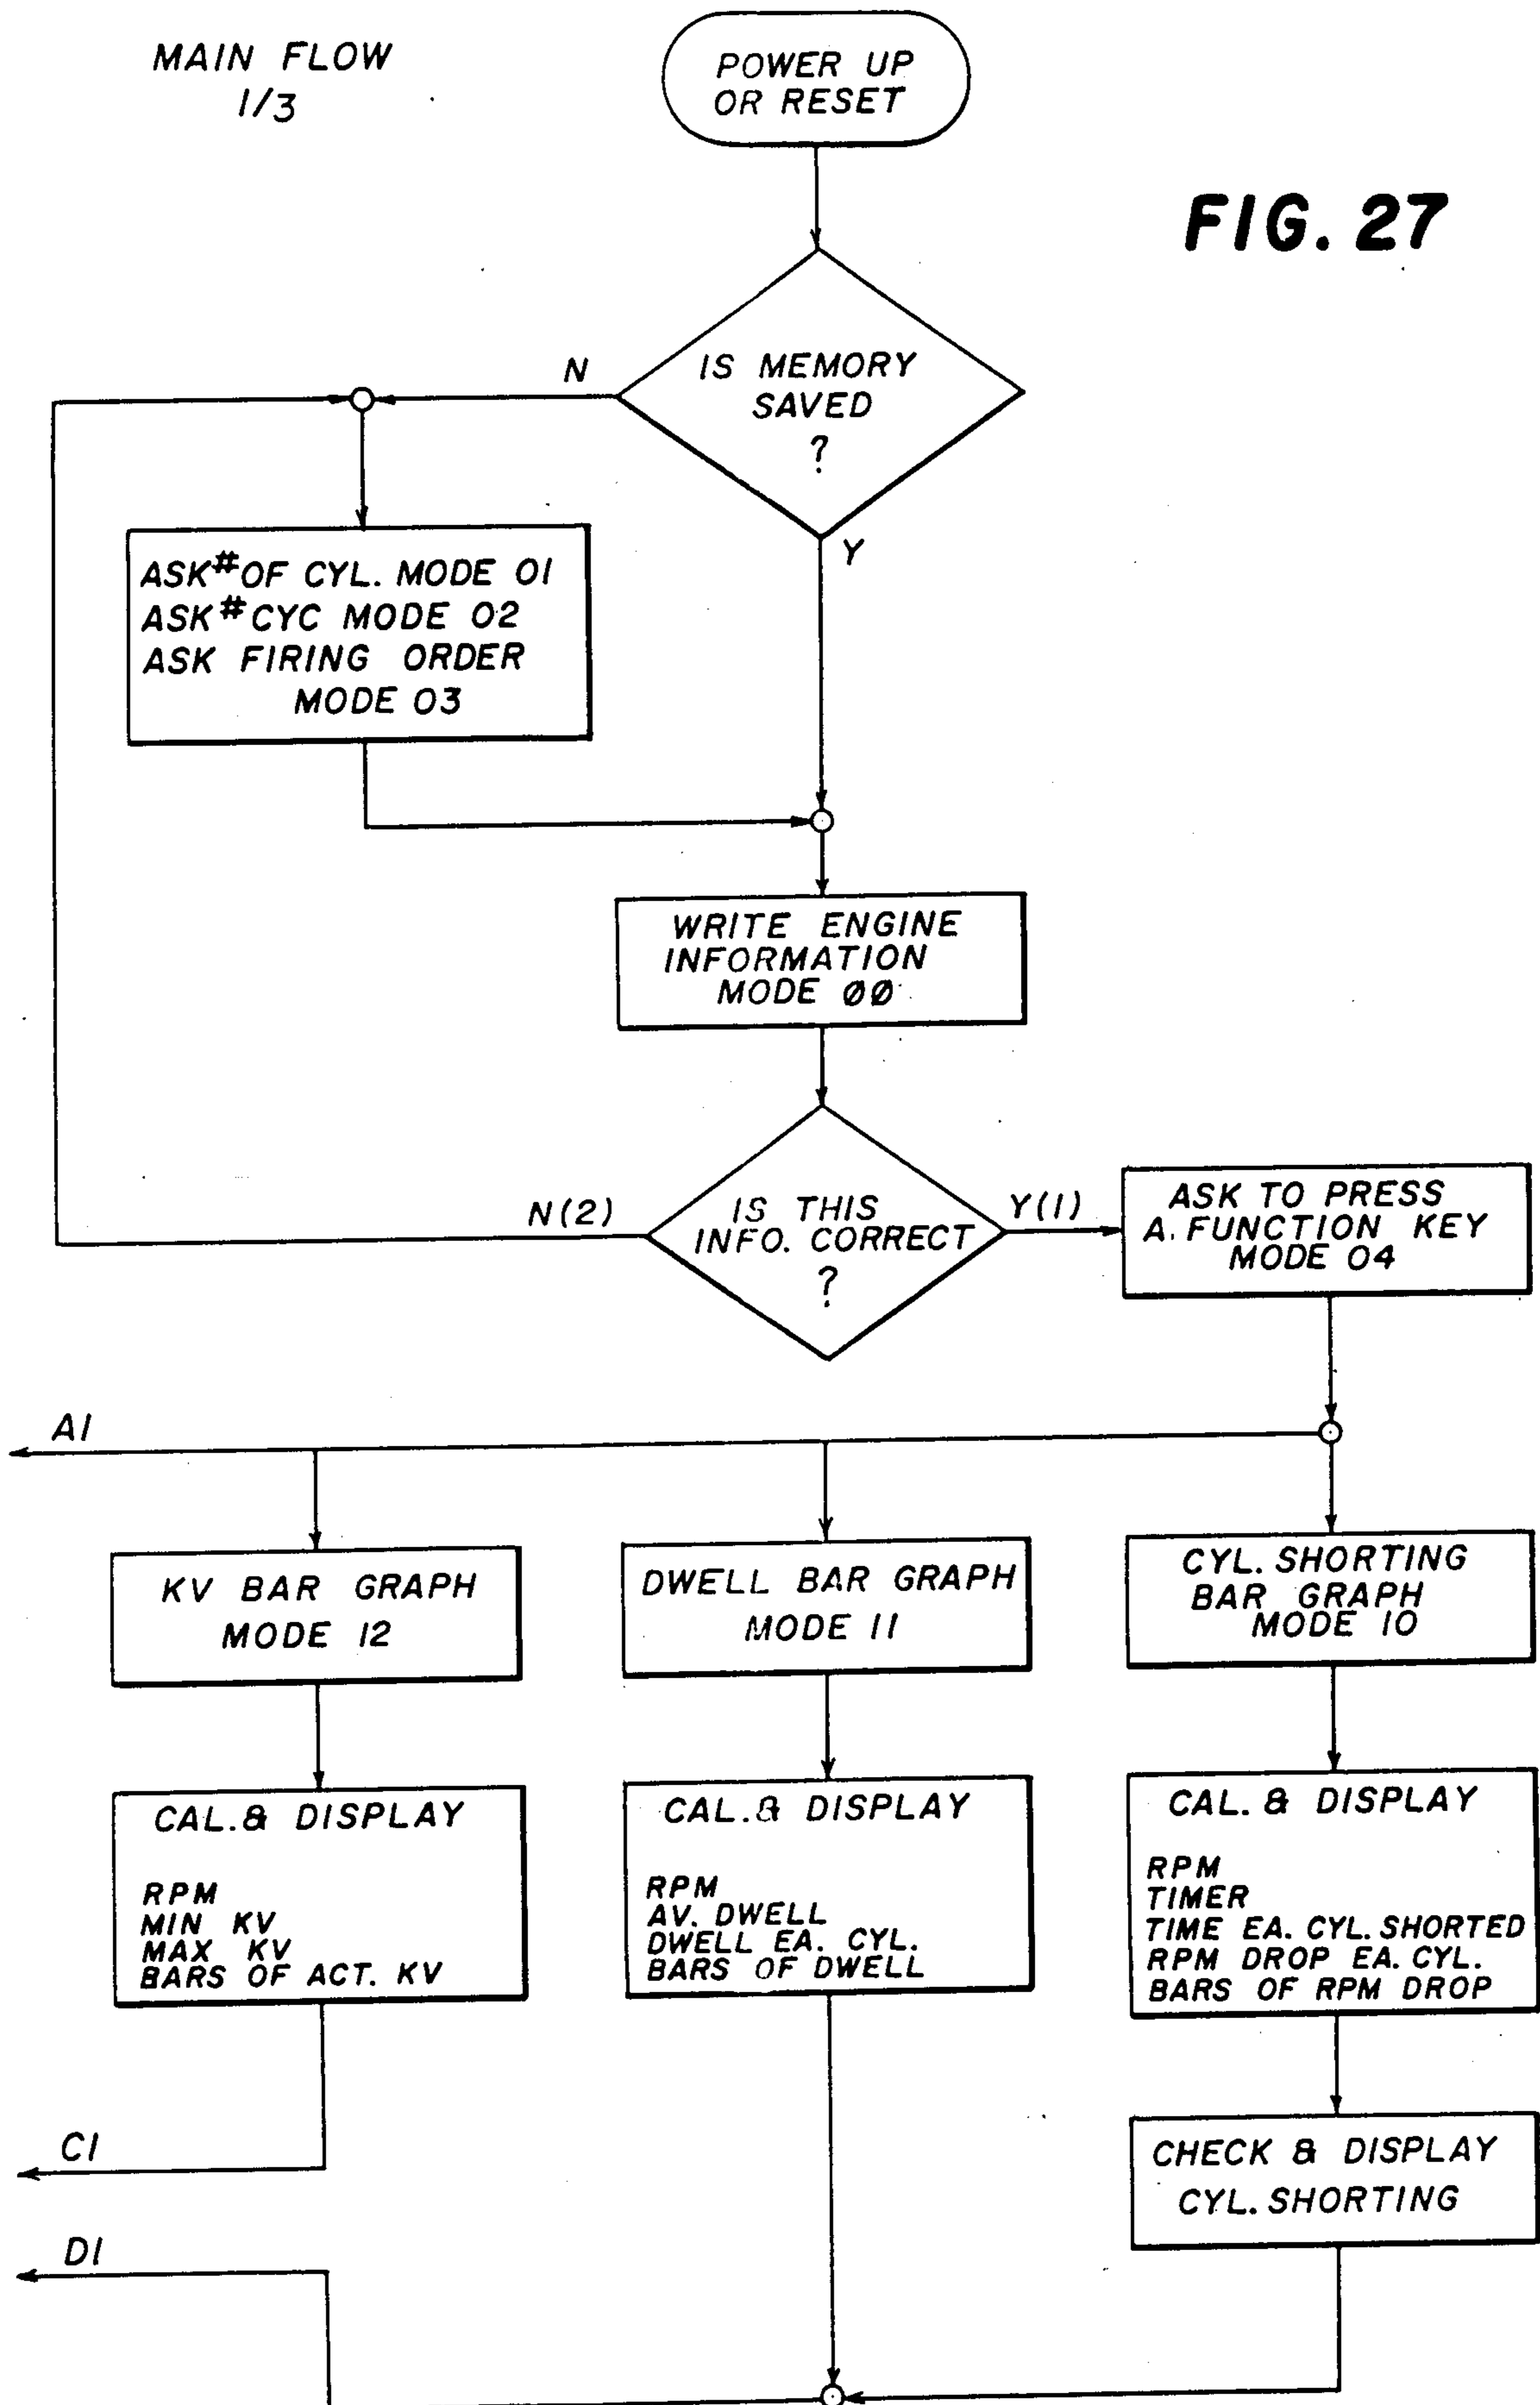 MAIN FLOW
1/3
POWER UP
OR RESET
FIG. 27
N
IS MEMORY
SAVED
?
Y
ASK # OF CYL. MODE 01
ASK # CYC MODE 02
ASK FIRING ORDER
MODE 03
WRITE ENGINE
INFORMATION
MODE 00
N(2)
IS THIS
INFO. CORRECT
?
Y(1)
ASK TO PRESS
A. FUNCTION KEY
MODE 04
A1
KV BAR GRAPH
MODE 12
DWELL BAR GRAPH
MODE 11
CYL. SHORTING
BAR GRAPH
MODE 10
CAL. & DISPLAY
RPM
MIN KV
MAX KV
BARS OF ACT. KV
CAL. & DISPLAY
RPM
AV. DWELL
DWELL EA. CYL.
BARS OF DWELL
CAL. & DISPLAY
RPM
TIMER
TIME EA. CYL. SHORTED
RPM DROP EA. CYL.
BARS OF RPM DROP
C1
CHECK & DISPLAY
CYL. SHORTING
D1